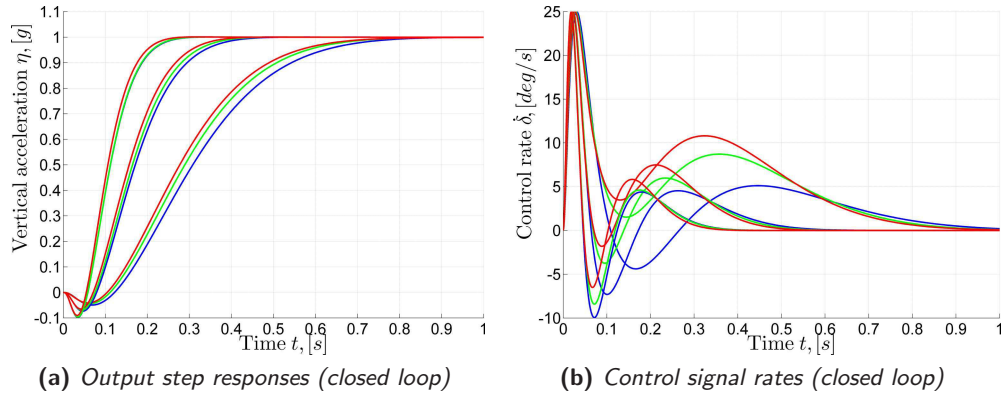 1.1
1
0.9
0.8
0.7
0.6
0.5
0.4
0.3
0.2
0.1
0
-0.1
Vertical acceleration η, [g]
0 0.1 0.2 0.3 0.4 0.5 0.6 0.7 0.8 0.9 1
Time t, [s]
(a) Output step responses (closed loop)
25
20
15
10
5
0
-5
-10
Control rate δ̇, [deg/s]
0 0.1 0.2 0.3 0.4 0.5 0.6 0.7 0.8 0.9 1
Time t, [s]
(b) Control signal rates (closed loop)